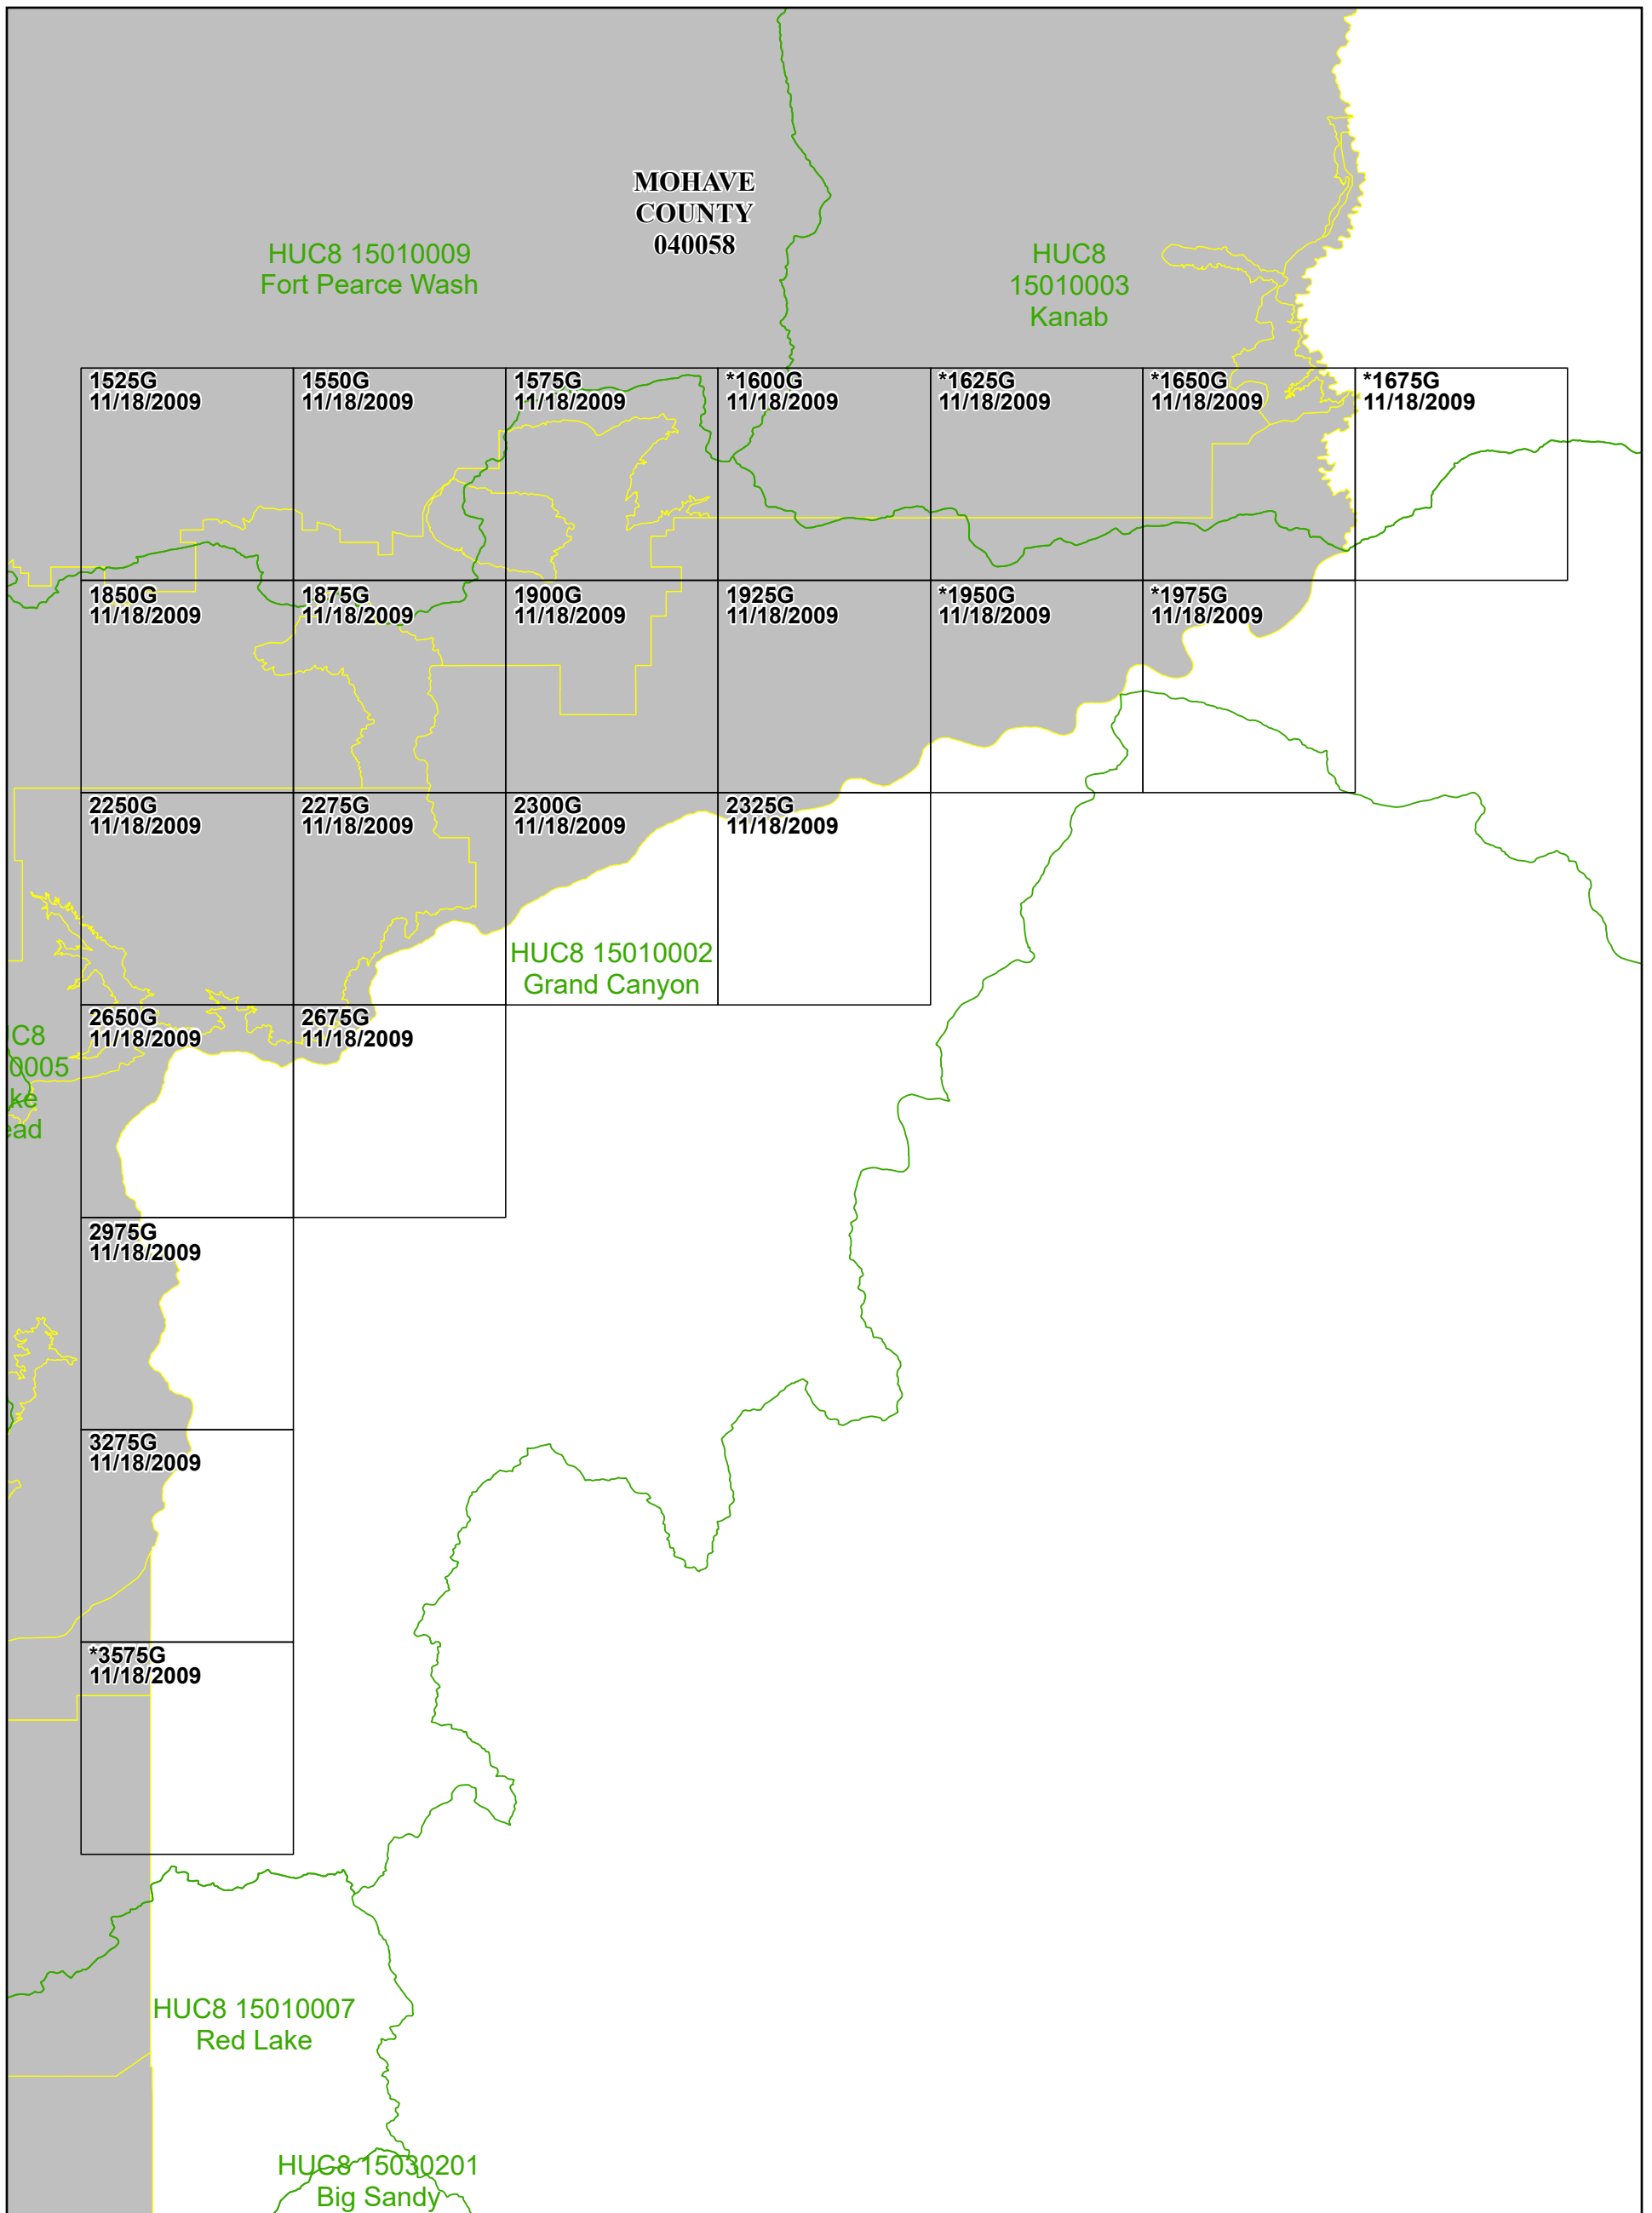 MOHAVE
COUNTY
040058
HUC8 15010009
Fort Pearce Wash
HUC8
15010003
Kanab
1525G
11/18/2009
1550G
11/18/2009
1575G
11/18/2009
*1600G
11/18/2009
*1625G
11/18/2009
*1650G
11/18/2009
*1675G
11/18/2009
1850G
11/18/2009
1875G
11/18/2009
1900G
11/18/2009
1925G
11/18/2009
*1950G
11/18/2009
*1975G
11/18/2009
2250G
11/18/2009
2275G
11/18/2009
2300G
11/18/2009
2325G
11/18/2009
HUC8 15010002
Grand Canyon
2650G
11/18/2009
2675G
11/18/2009
C8
0005
ke
ead
2975G
11/18/2009
3275G
11/18/2009
*3575G
11/18/2009
HUC8 15010007
Red Lake
HUC8 15030201
Big Sandy